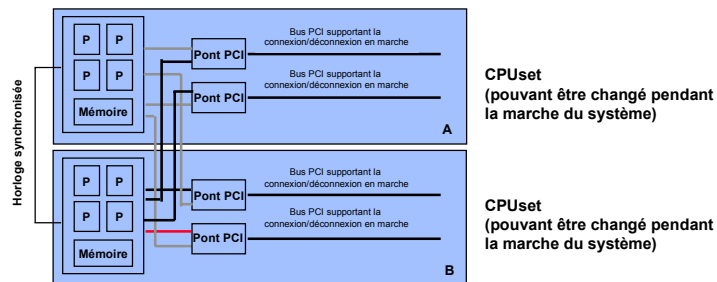 Horloge synchronisée
P P
P P
Mémoire
Pont PCI
Pont PCI
Bus PCI supportant la
connexion/déconnexion en marche
Bus PCI supportant la
connexion/déconnexion en marche
A
CPUset
(pouvant être changé pendant
la marche du système)
P P
P P
Mémoire
Pont PCI
Pont PCI
Bus PCI supportant la
connexion/déconnexion en marche
Bus PCI supportant la
connexion/déconnexion en marche
B
CPUset
(pouvant être changé pendant
la marche du système)